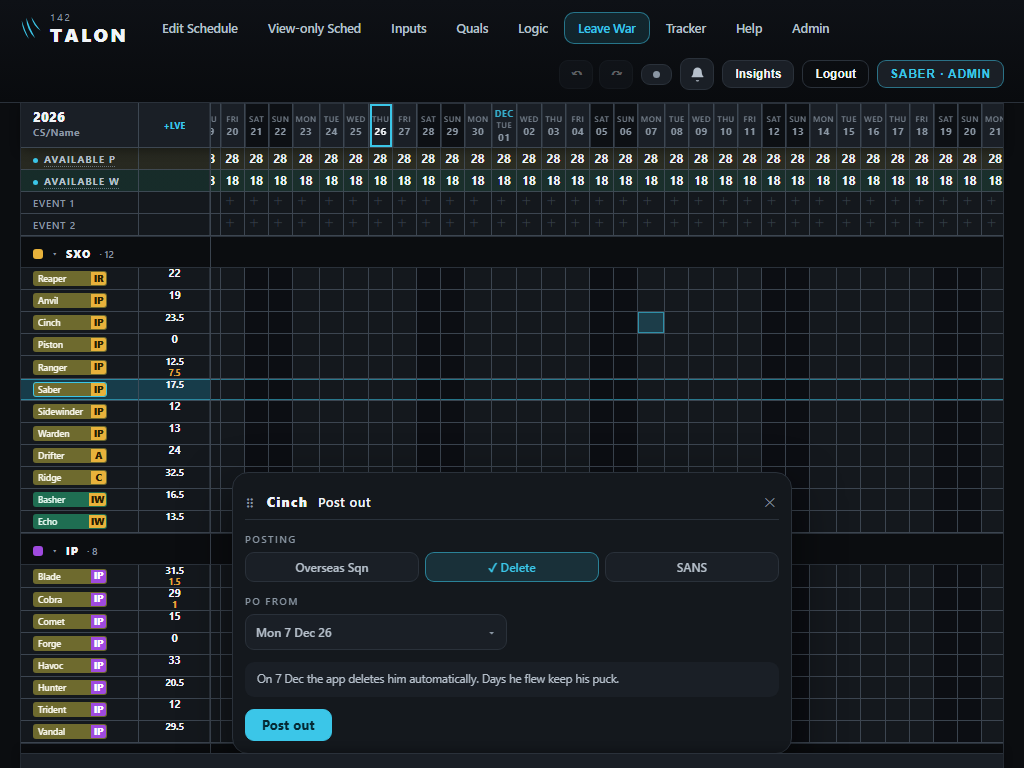 142
TALON
Edit Schedule View-only Sched Inputs Quals Logic Leave War Tracker Help Admin
Insights Logout SABER · ADMIN
2026
CS/Name
+LVE
FRI 20 SAT 21 SUN 22 MON 23 TUE 24 WED 25 THU 26 FRI 27 SAT 28 SUN 29 MON 30 DEC TUE 01 WED 02 THU 03 FRI 04 SAT 05 SUN 06 MON 07 TUE 08 WED 09 THU 10 FRI 11 SAT 12 SUN 13 MON 14 TUE 15 WED 16 THU 17 FRI 18 SAT 19 SUN 20 MON 21
AVAILABLE P 28 28 28 28 28 28 28 28 28 28 28 28 28 28 28 28 28 28 28 28 28 28 28 28 28 28 28 28 28 28 28 28
AVAILABLE W 18 18 18 18 18 18 18 18 18 18 18 18 18 18 18 18 18 18 18 18 18 18 18 18 18 18 18 18 18 18 18 18
EVENT 1 + + + + + + + + + + + + + + + + + + + + + + + + + + + + + + + +
EVENT 2 + + + + + + + + + + + + + + + + + + + + + + + + + + + + + + + +
SXO · 12
Reaper IR 22
Anvil IP 19
Cinch IP 23.5
Piston IP 0
Ranger IP 12.5
7.5
Saber IP 17.5
Sidewinder IP 12
Warden IP 13
Drifter A 24
Ridge C 32.5
Basher IW 16.5
Echo IW 13.5
IP · 8
Blade IP 31.5
1.5
Cobra IP 29
1
Comet IP 15
Forge IP 0
Havoc IP 33
Hunter IP 20.5
Trident IP 12
Vandal IP 29.5
Cinch Post out
POSTING
Overseas Sqn ✓ Delete SANS
PO FROM
Mon 7 Dec 26
On 7 Dec the app deletes him automatically. Days he flew keep his puck.
Post out